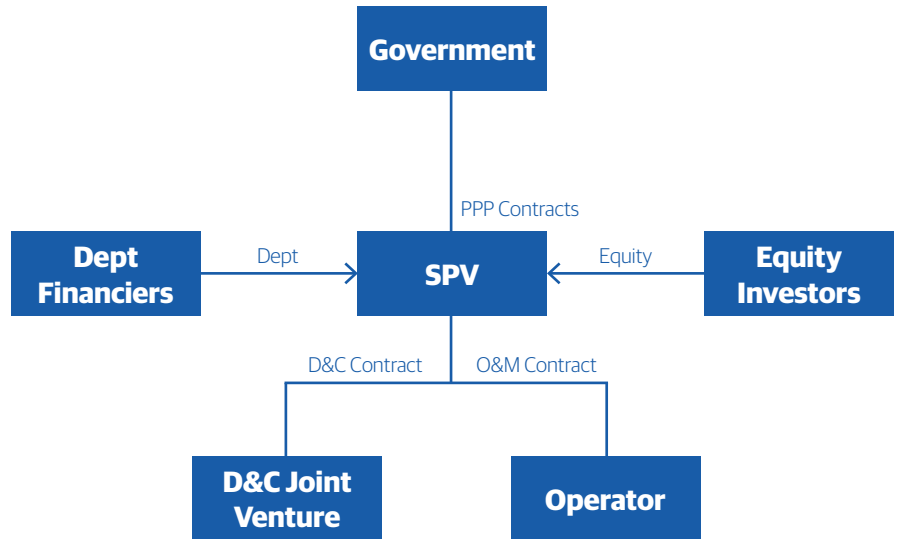 Government
PPP Contracts
Dept
Financiers
Dept
SPV
Equity
Equity
Investors
D&C Contract
O&M Contract
D&C Joint
Venture
Operator